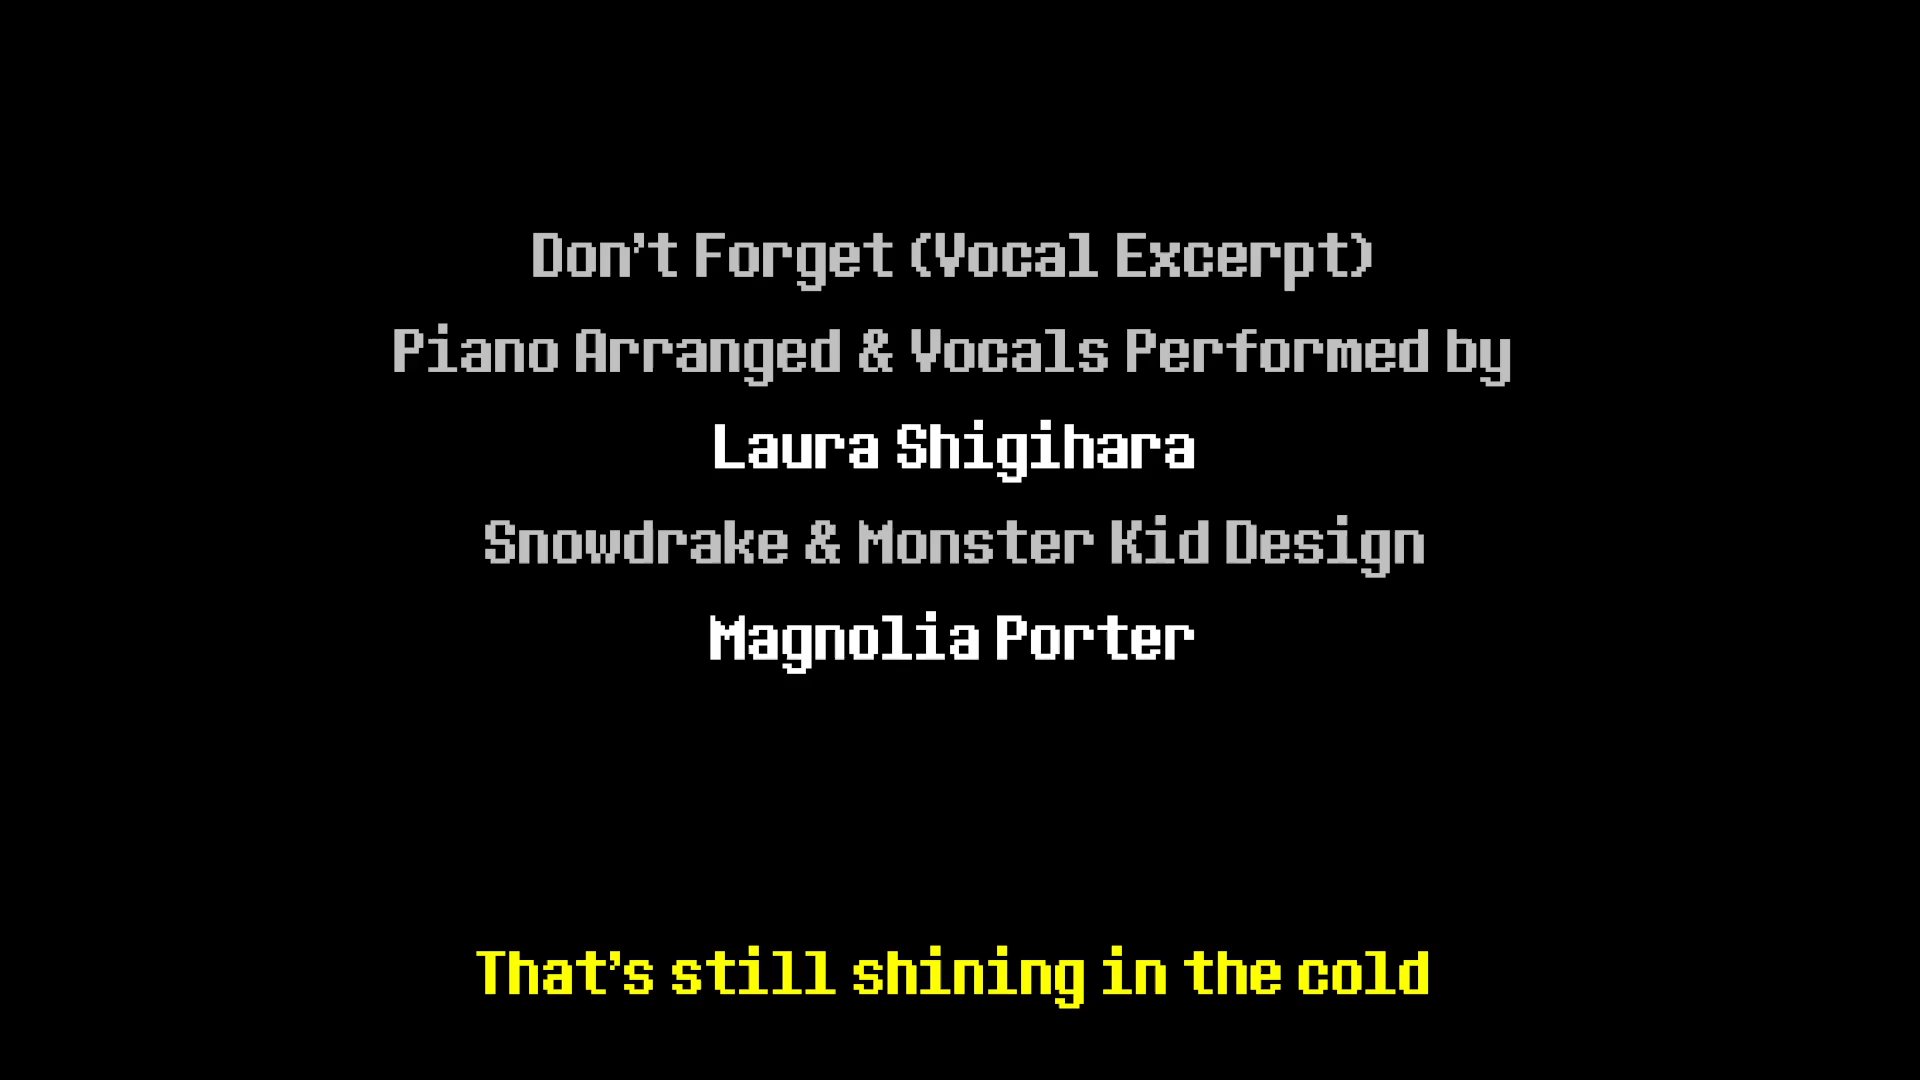 Don't Forget (Vocal Excerpt)
Piano Arranged & Vocals Performed by
Laura Shigihara
Snowdrake & Monster Kid Design
Magnolia Porter
That's still shining in the cold